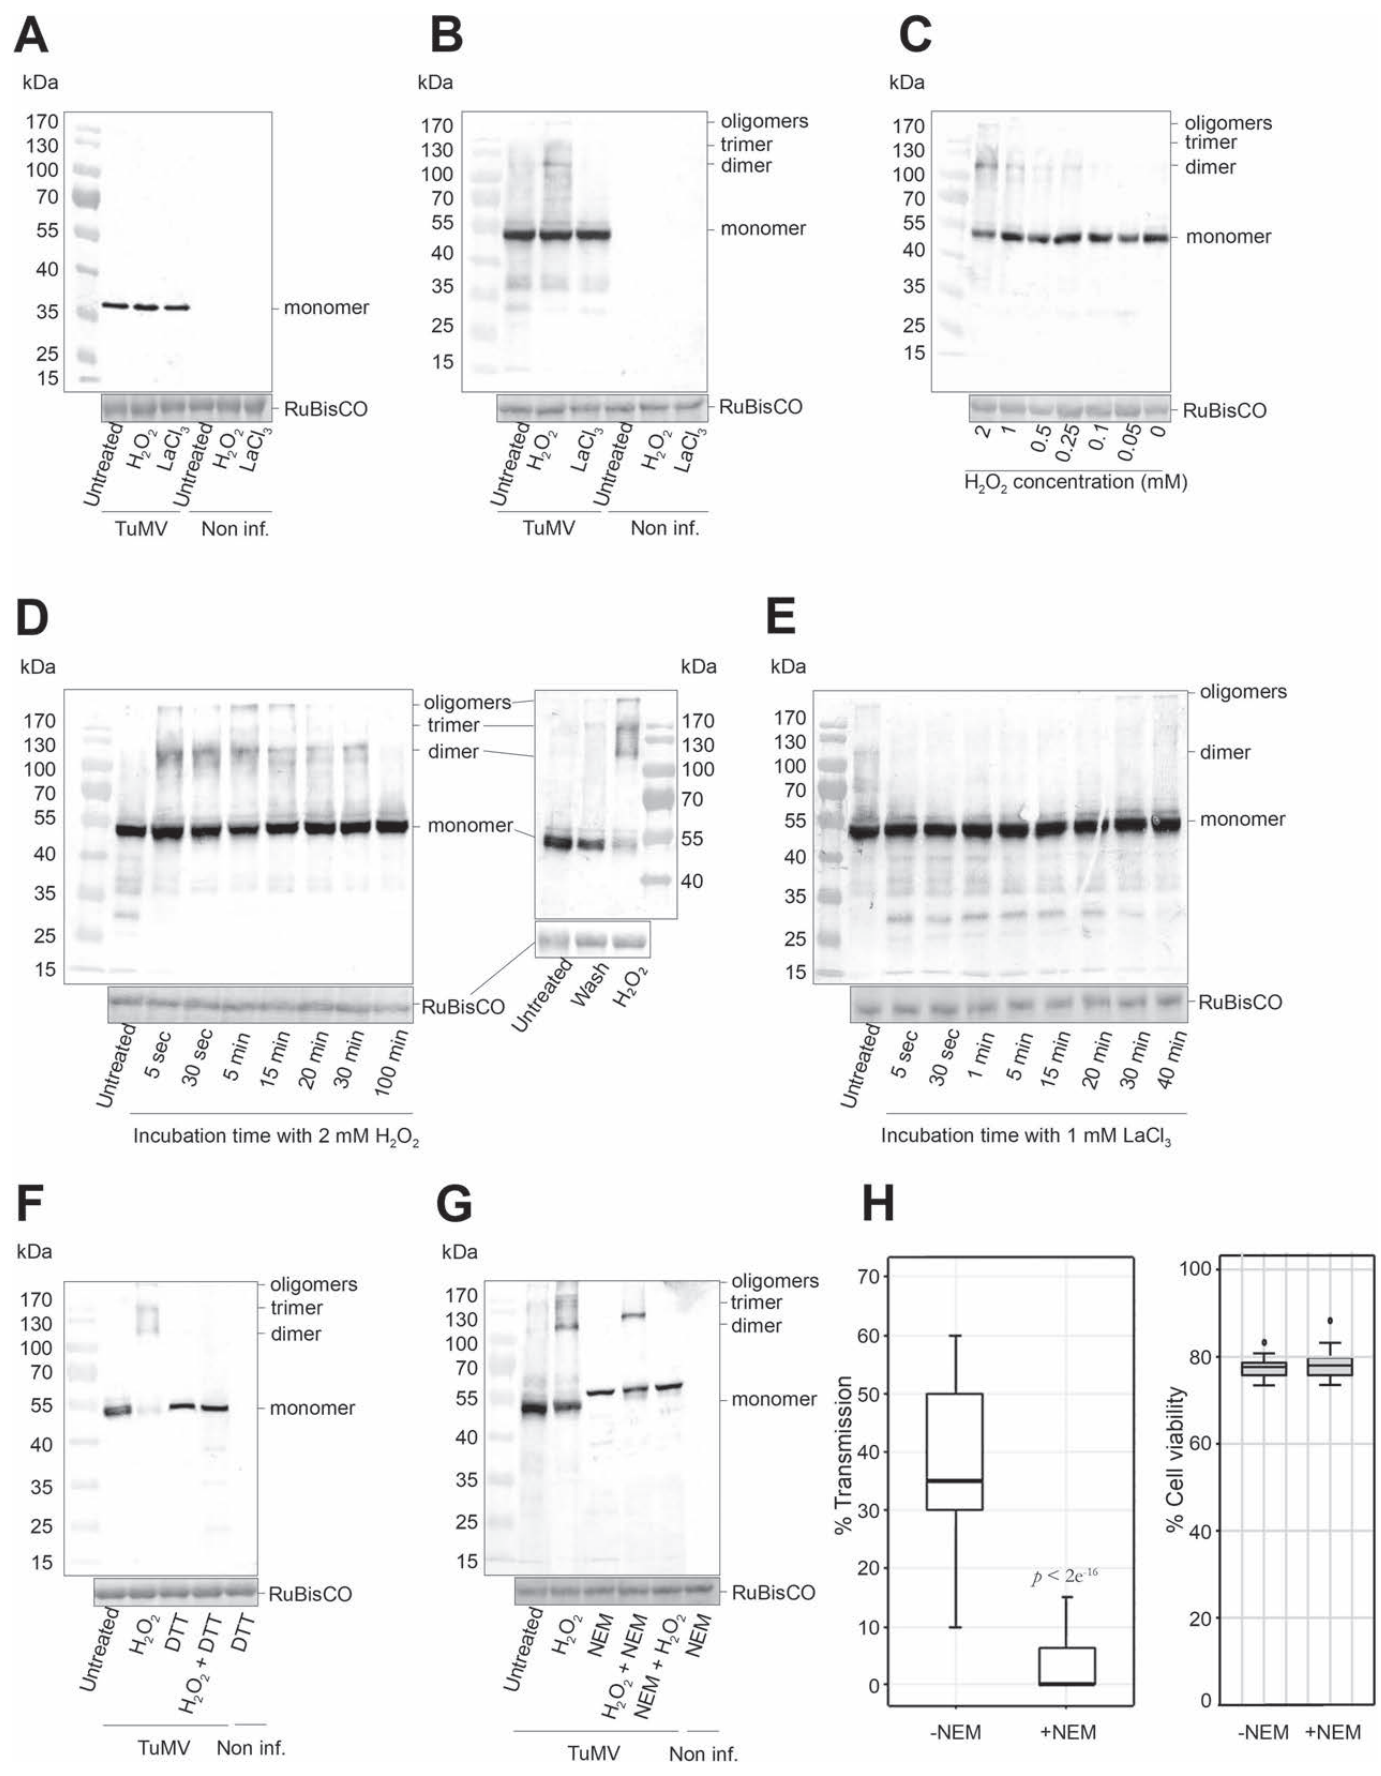 A
kDa
170
130
100
70
55
40
35
25
15
monomer
RuBisCO
Untreated
H₂O₂
LaCl₃
Untreated
H₂O₂
LaCl₃
TuMV
Non inf.
B
kDa
170
130
100
70
55
40
35
25
15
oligomers
trimer
dimer
monomer
RuBisCO
Untreated
H₂O₂
LaCl₃
Untreated
H₂O₂
LaCl₃
TuMV
Non inf.
C
kDa
170
130
100
70
55
40
35
25
15
oligomers
trimer
dimer
monomer
RuBisCO
2
1
0.5
0.25
0.1
0.05
0
H₂O₂ concentration (mM)
D
kDa
170
130
100
70
55
40
35
25
15
oligomers
trimer
dimer
monomer
RuBisCO
Untreated
5 sec
30 sec
5 min
15 min
20 min
30 min
100 min
Incubation time with 2 mM H₂O₂
kDa
170
130
100
70
55
40
Untreated
Wash
H₂O₂
E
kDa
170
130
100
70
55
40
35
25
15
oligomers
dimer
monomer
RuBisCO
Untreated
5 sec
30 sec
1 min
5 min
15 min
20 min
30 min
40 min
Incubation time with 1 mM LaCl₃
F
kDa
170
130
100
70
55
40
35
25
15
oligomers
trimer
dimer
monomer
RuBisCO
Untreated
H₂O₂
DTT
H₂O₂ + DTT
DTT
TuMV
Non inf.
G
kDa
170
130
100
70
55
40
35
25
15
oligomers
trimer
dimer
monomer
RuBisCO
Untreated
H₂O₂
NEM
H₂O₂ + NEM
NEM + H₂O₂
NEM
TuMV
Non inf.
H
% Transmission
70
60
50
40
30
20
10
0
p < 2e⁻¹⁶
-NEM
+NEM
% Cell viability
100
80
60
40
20
0
-NEM
+NEM